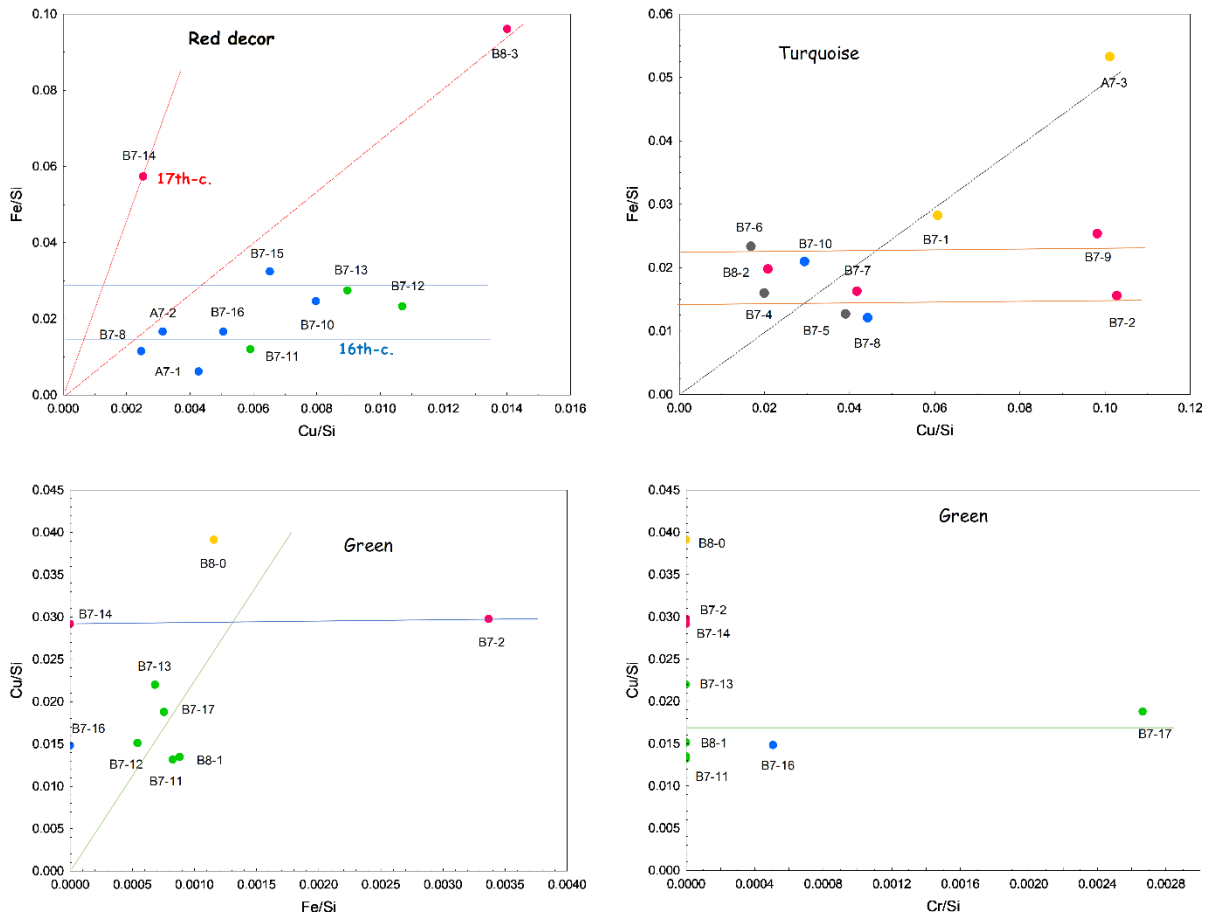 Red decor
0.10
0.08
0.06
0.04
0.02
0.00
Fe/Si
B8-3
B7-14
17th-c.
B7-15
B7-13
B7-12
A7-2
B7-16
B7-10
B7-8
B7-11
16th-c.
A7-1
0.000
0.002
0.004
0.006
0.008
0.010
0.012
0.014
0.016
Cu/Si
Turquoise
0.06
0.05
0.04
0.03
0.02
0.01
0.00
Fe/Si
A7-3
B7-6
B7-10
B7-1
B7-9
B8-2
B7-7
B7-4
B7-5
B7-8
B7-2
0.00
0.02
0.04
0.06
0.08
0.10
0.12
Cu/Si
Green
0.045
0.040
0.035
0.030
0.025
0.020
0.015
0.010
0.005
0.000
Cu/Si
B8-0
B7-14
B7-2
B7-13
B7-17
B7-16
B7-12
B7-11
B8-1
0.0000
0.0005
0.0010
0.0015
0.0020
0.0025
0.0030
0.0035
0.0040
Fe/Si
Green
0.045
0.040
0.035
0.030
0.025
0.020
0.015
0.010
0.005
0.000
Cu/Si
B8-0
B7-2
B7-14
B7-13
B7-17
B8-1
B7-16
B7-11
0.0000
0.0004
0.0008
0.0012
0.0016
0.0020
0.0024
0.0028
Cr/Si